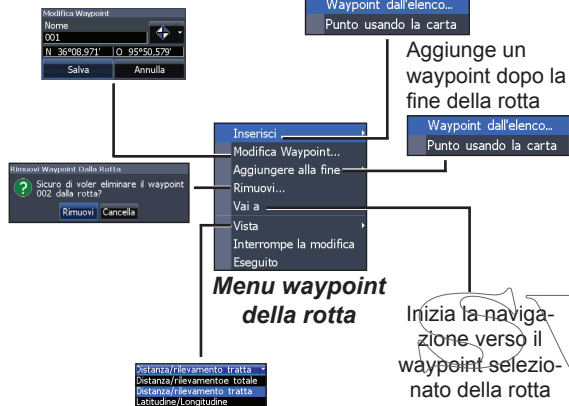 Modifica Waypoint
Nome
001
N 36°08,971' O 95°50,579'
Salva Annulla
Waypoint dall'elenco...
Punto usando la carta
Aggiunge un
waypoint dopo la
fine della rotta
Waypoint dall'elenco...
Punto usando la carta
Inserisci
Modifica Waypoint...
Aggiungere alla fine
Rimuovi...
Vai a
Vista
Interrompe la modifica
Eseguito
Rimuovi Waypoint Dalla Rotta
Sicuro di voler eliminare il waypoint
002 dalla rotta?
Rimuovi Cancella
Menu waypoint
della rotta
Inizia la naviga-
zione verso il
waypoint selezio-
nato della rotta
Distanza/rilevamento tratta
Distanza/rilevamentoe totale
Distanza/rilevamento tratta
Latitudine/Longitudine